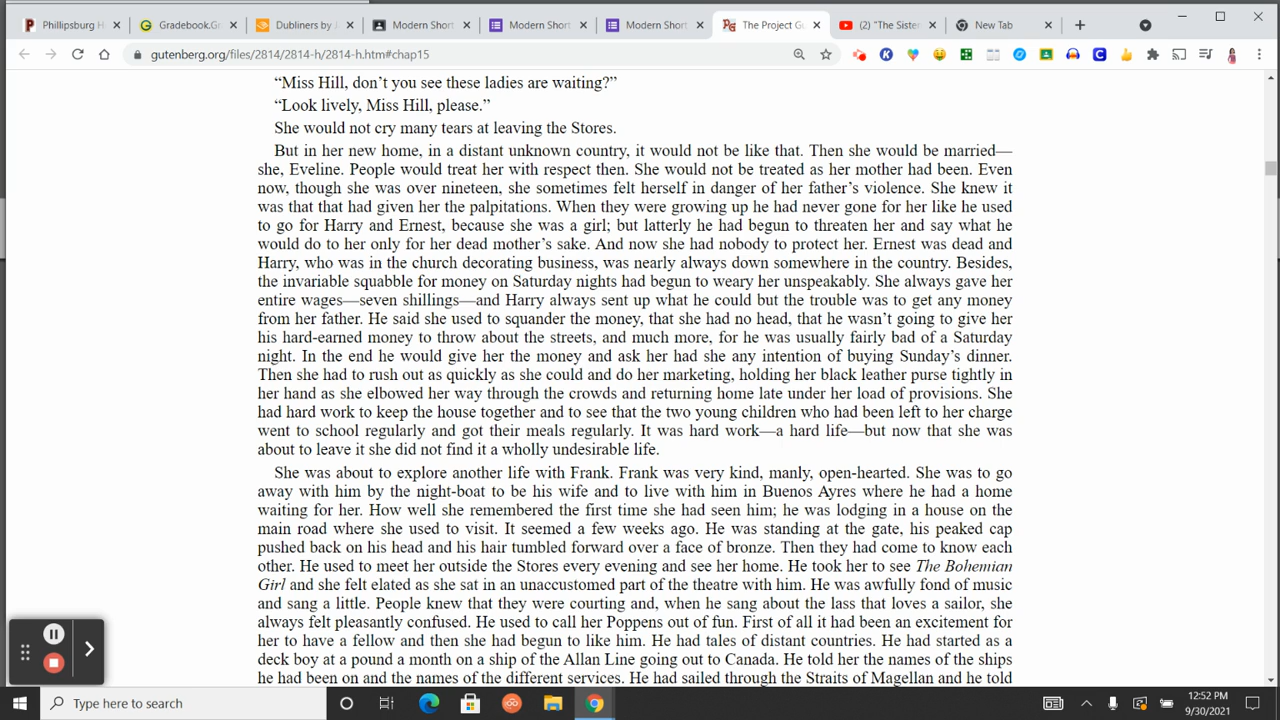 Phillipsburg H
Gradebook.Ge
Dubliners by J
Modern Short
Modern Short
Modern Short
The Project Gu
(2) "The Sister
New Tab
gutenberg.org/files/2814/2814-h/2814-h.htm#chap15
“Miss Hill, don’t you see these ladies are waiting?”
“Look lively, Miss Hill, please.”
She would not cry many tears at leaving the Stores.
But in her new home, in a distant unknown country, it would not be like that. Then she would be married—
she, Eveline. People would treat her with respect then. She would not be treated as her mother had been. Even
now, though she was over nineteen, she sometimes felt herself in danger of her father’s violence. She knew it
was that that had given her the palpitations. When they were growing up he had never gone for her like he used
to go for Harry and Ernest, because she was a girl; but latterly he had begun to threaten her and say what he
would do to her only for her dead mother’s sake. And now she had nobody to protect her. Ernest was dead and
Harry, who was in the church decorating business, was nearly always down somewhere in the country. Besides,
the invariable squabble for money on Saturday nights had begun to weary her unspeakably. She always gave her
entire wages—seven shillings—and Harry always sent up what he could but the trouble was to get any money
from her father. He said she used to squander the money, that she had no head, that he wasn’t going to give her
his hard-earned money to throw about the streets, and much more, for he was usually fairly bad of a Saturday
night. In the end he would give her the money and ask her had she any intention of buying Sunday’s dinner.
Then she had to rush out as quickly as she could and do her marketing, holding her black leather purse tightly in
her hand as she elbowed her way through the crowds and returning home late under her load of provisions. She
had hard work to keep the house together and to see that the two young children who had been left to her charge
went to school regularly and got their meals regularly. It was hard work—a hard life—but now that she was
about to leave it she did not find it a wholly undesirable life.
She was about to explore another life with Frank. Frank was very kind, manly, open-hearted. She was to go
away with him by the night-boat to be his wife and to live with him in Buenos Ayres where he had a home
waiting for her. How well she remembered the first time she had seen him; he was lodging in a house on the
main road where she used to visit. It seemed a few weeks ago. He was standing at the gate, his peaked cap
pushed back on his head and his hair tumbled forward over a face of bronze. Then they had come to know each
other. He used to meet her outside the Stores every evening and see her home. He took her to see The Bohemian
Girl and she felt elated as she sat in an unaccustomed part of the theatre with him. He was awfully fond of music
and sang a little. People knew that they were courting and, when he sang about the lass that loves a sailor, she
always felt pleasantly confused. He used to call her Poppens out of fun. First of all it had been an excitement for
her to have a fellow and then she had begun to like him. He had tales of distant countries. He had started as a
deck boy at a pound a month on a ship of the Allan Line going out to Canada. He told her the names of the ships
he had been on and the names of the different services. He had sailed through the Straits of Magellan and he told
Type here to search
12:52 PM
9/30/2021